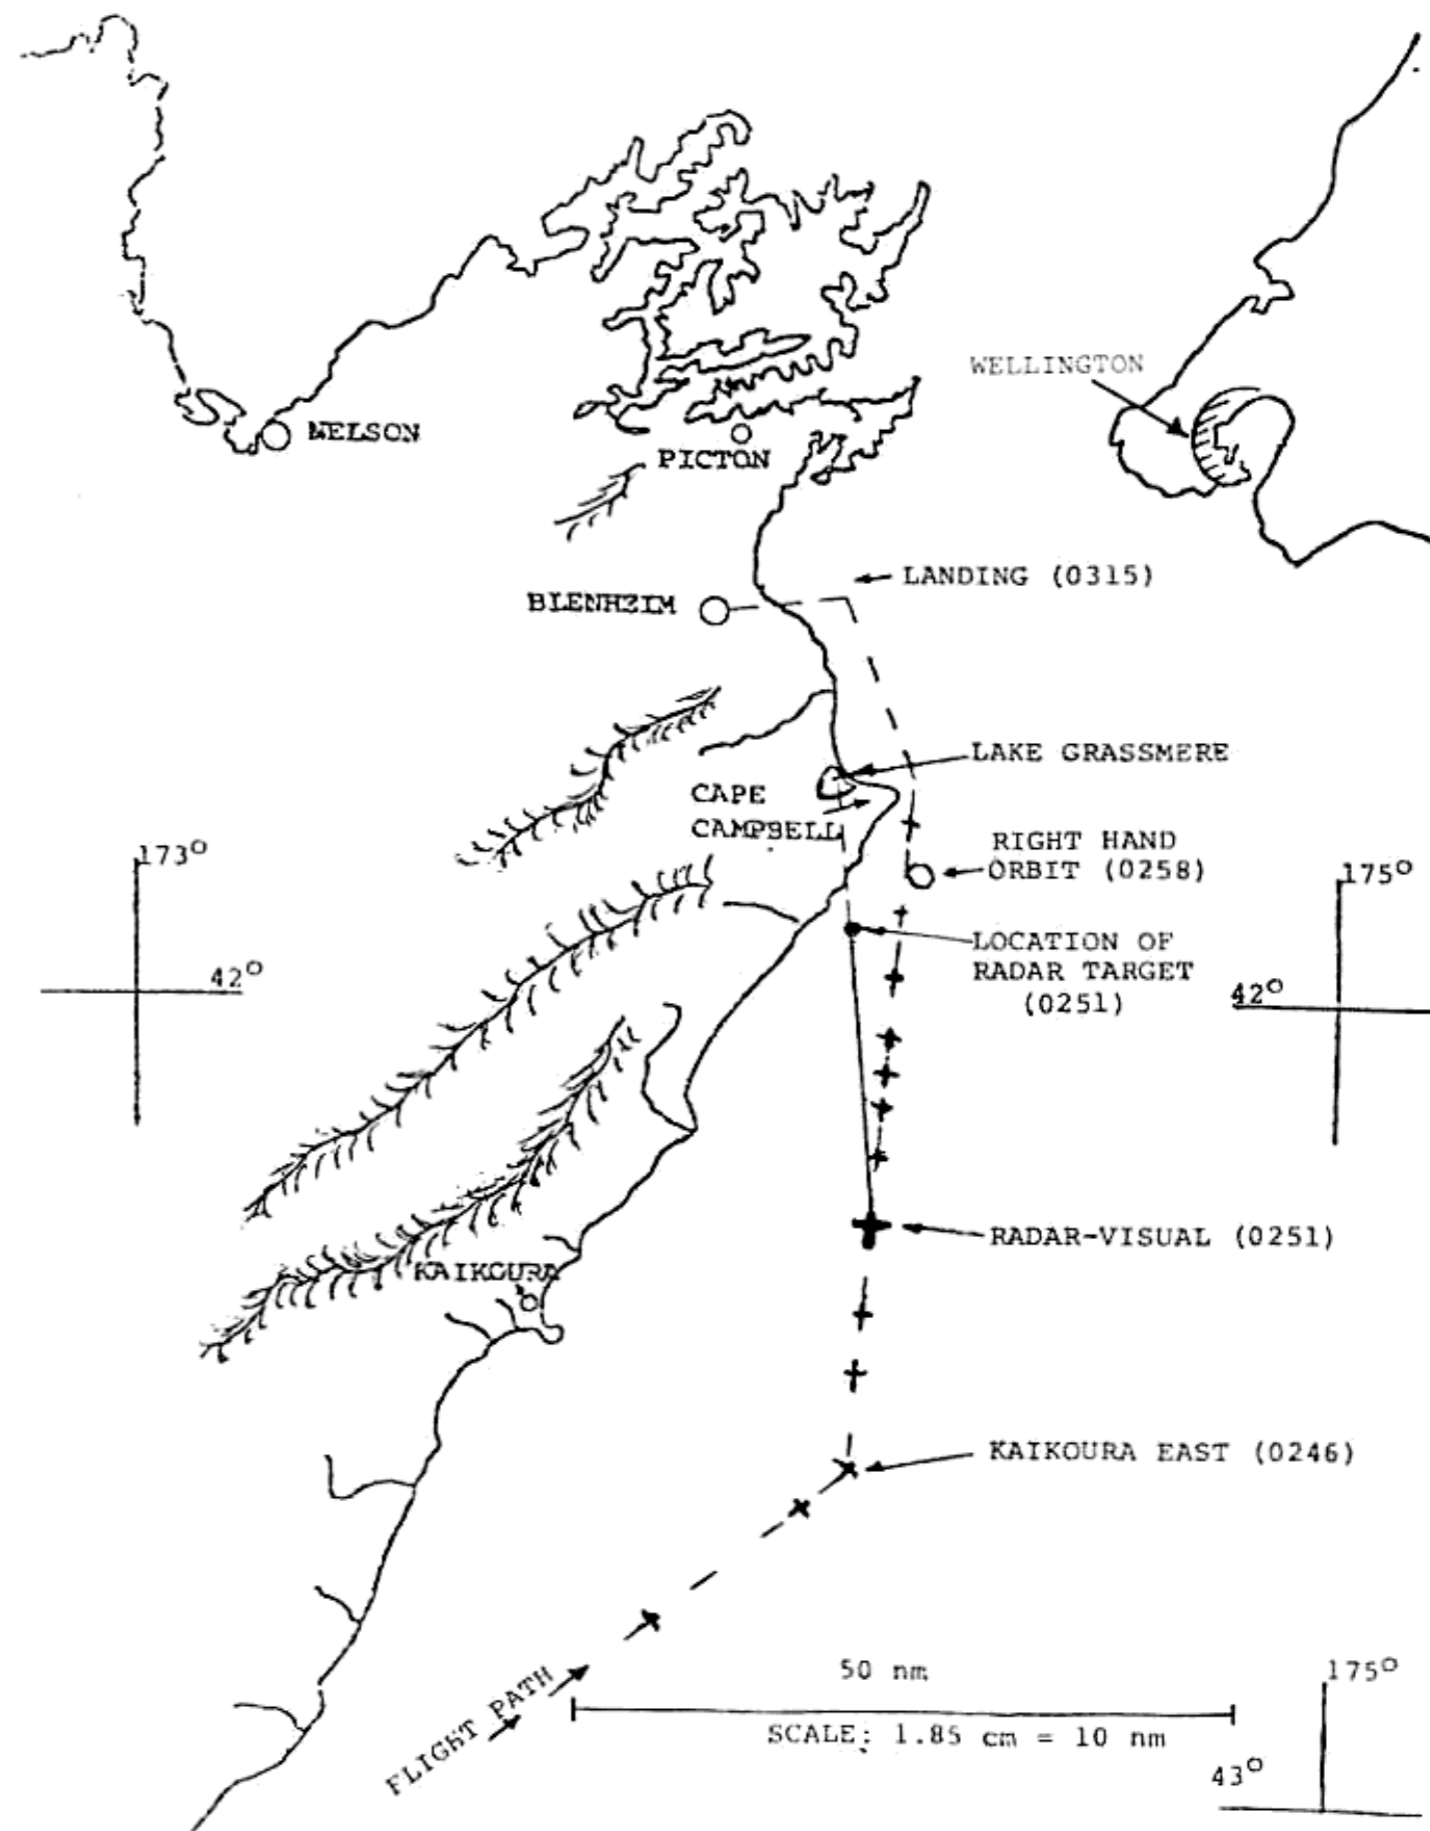 WELLINGTON
NELSON
PICTON
LANDING (0315)
BLENHEIM
LAKE GRASSMERE
CAPE
CAMPBELL
RIGHT HAND
ORBIT (0258)
173°
175°
LOCATION OF
RADAR TARGET
(0251)
42°
42°
RADAR-VISUAL (0251)
KAIKOURA
KAIKOURA EAST (0246)
50 nm
175°
FLIGHT PATH
SCALE: 1.85 cm = 10 nm
43°